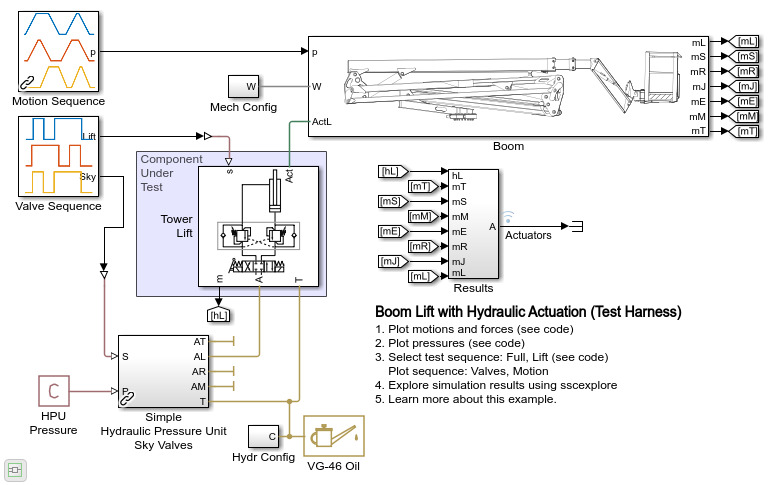 p
Motion Sequence
Lift
Sky
Valve Sequence
W
Mech Config
p
W
ActL
mL
mS
mR
mJ
mE
mM
mT
[mL]
[mS]
[mR]
[mJ]
[mE]
[mM]
[mT]
Boom
Component
Under
Test
s
Act
Tower
Lift
m
A
T
[hL]
[hL]
[mT]
[mS]
[mM]
[mE]
[mR]
[mJ]
[mL]
hL
mT
mS
mM
mE
mR
mJ
mL
A
Actuators
Results
Boom Lift with Hydraulic Actuation (Test Harness)
1. Plot motions and forces (see code)
2. Plot pressures (see code)
3. Select test sequence: Full, Lift (see code)
Plot sequence: Valves, Motion
4. Explore simulation results using sscexplore
5. Learn more about this example.
S
P
AT
AL
AR
AM
T
C
HPU
Pressure
Simple
Hydraulic Pressure Unit
Sky Valves
C
Hydr Config
VG-46 Oil